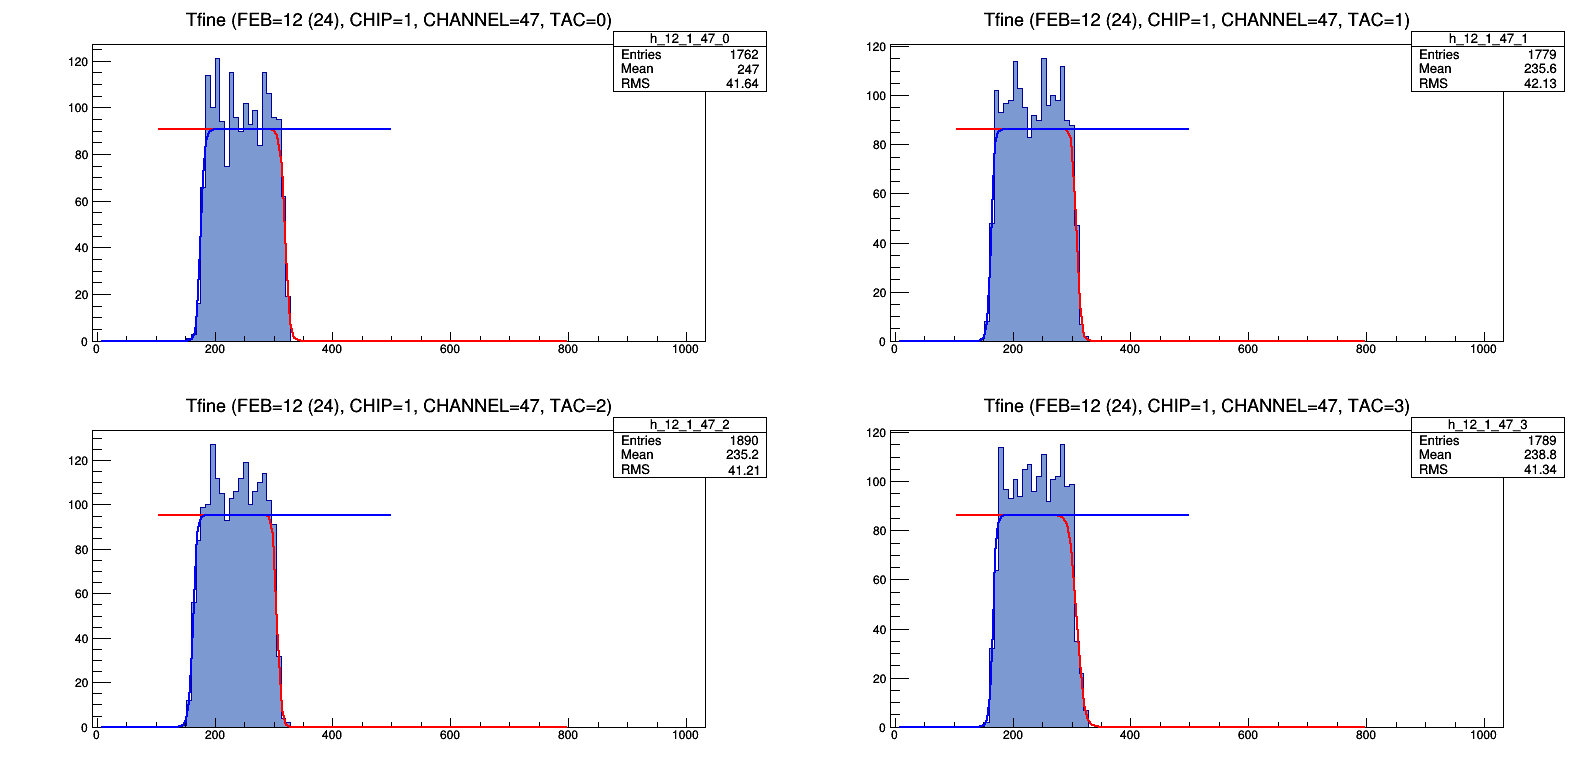 Tfine (FEB=12 (24), CHIP=1, CHANNEL=47, TAC=0)
h_12_1_47_0
Entries 1762
Mean 247
RMS 41.64
120
100
80
60
40
20
0
0 200 400 600 800 1000
Tfine (FEB=12 (24), CHIP=1, CHANNEL=47, TAC=1)
h_12_1_47_1
Entries 1779
Mean 235.6
RMS 42.13
120
100
80
60
40
20
0
0 200 400 600 800 1000
Tfine (FEB=12 (24), CHIP=1, CHANNEL=47, TAC=2)
h_12_1_47_2
Entries 1890
Mean 235.2
RMS 41.21
120
100
80
60
40
20
0
0 200 400 600 800 1000
Tfine (FEB=12 (24), CHIP=1, CHANNEL=47, TAC=3)
h_12_1_47_3
Entries 1789
Mean 238.8
RMS 41.34
120
100
80
60
40
20
0
0 200 400 600 800 1000